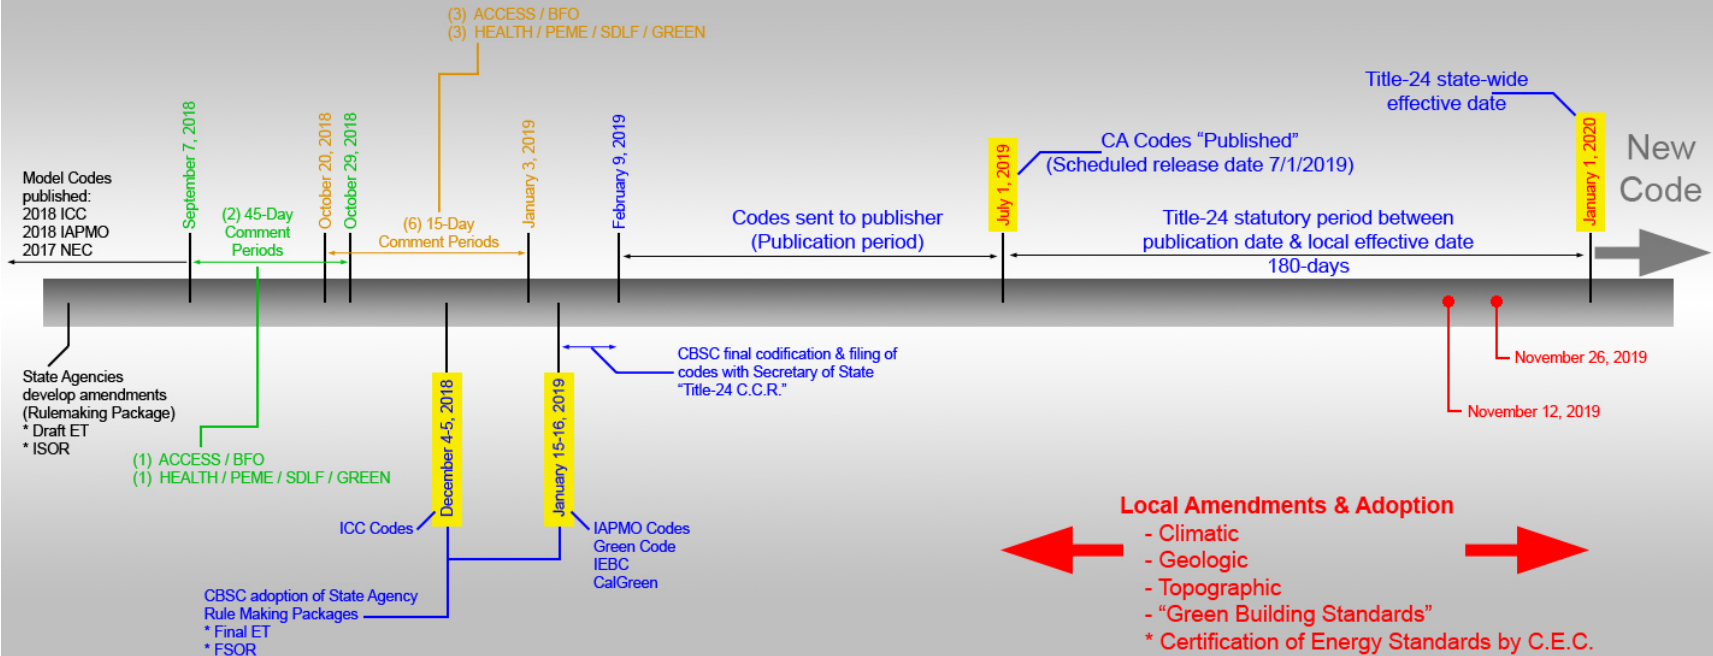 (3) ACCESS / BFO
(3) HEALTH / PEME / SDLF / GREEN
Title-24 state-wide
effective date
New
Code
Model Codes
published:
2018 ICC
2018 IAPMO
2017 NEC
September 7, 2018
(2) 45-Day
Comment
Periods
October 20, 2018
October 29, 2018
(6) 15-Day
Comment Periods
January 3, 2019
February 9, 2019
Codes sent to publisher
(Publication period)
July 1, 2019
CA Codes “Published”
(Scheduled release date 7/1/2019)
Title-24 statutory period between
publication date & local effective date
180-days
January 1, 2020
State Agencies
develop amendments
(Rulemaking Package)
* Draft ET
* ISOR
(1) ACCESS / BFO
(1) HEALTH / PEME / SDLF / GREEN
December 4-5, 2018
January 15-16, 2019
CBSC final codification & filing of
codes with Secretary of State
“Title-24 C.C.R.”
November 26, 2019
November 12, 2019
ICC Codes
IAPMO Codes
Green Code
IEBC
CalGreen
CBSC adoption of State Agency
Rule Making Packages
* Final ET
* FSOR
Local Amendments & Adoption
- Climatic
- Geologic
- Topographic
- “Green Building Standards”
* Certification of Energy Standards by C.E.C.